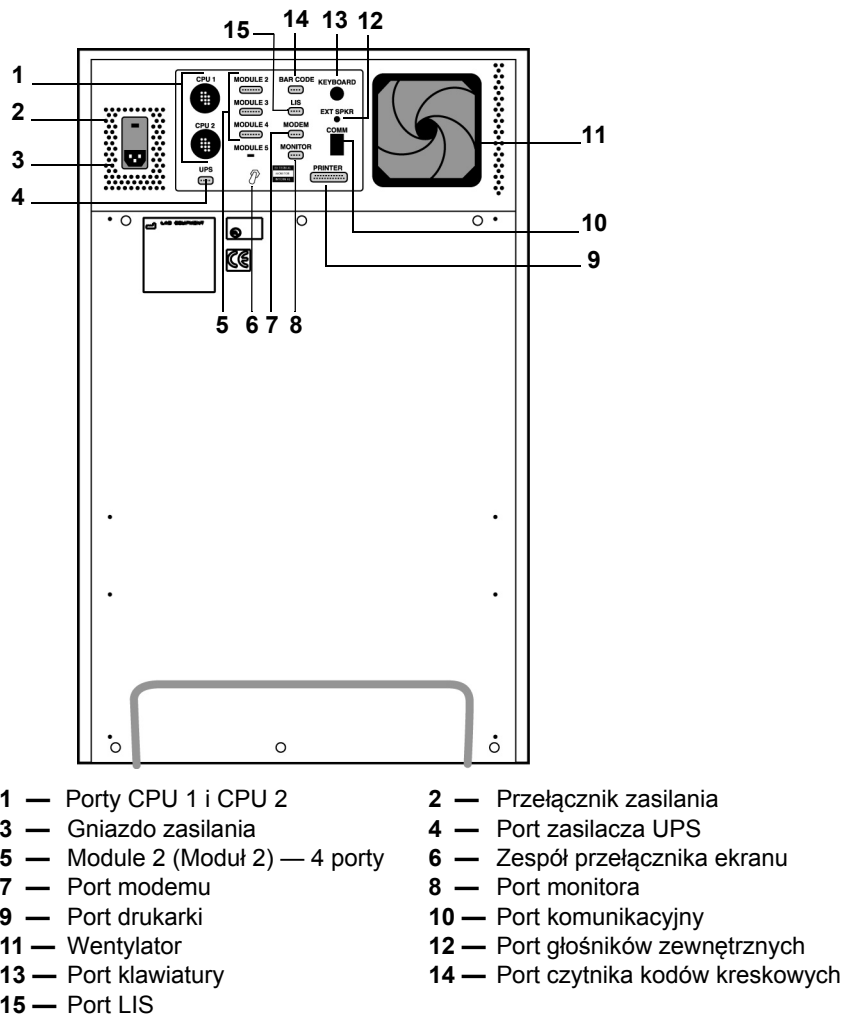 14 13 12
15
1
2
3
4
CPU 1
CPU 2
UPS
MODULE 2
MODULE 3
MODULE 4
MODULE 5
BAR CODE
LIS
MODEM
MONITOR
KEYBOARD
EXT SPKR
COMM
PRINTER
11
10
9
LAB COMPONENT
CE
5 6 7 8
1 — Porty CPU 1 i CPU 2
2 — Przełącznik zasilania
3 — Gniazdo zasilania
4 — Port zasilacza UPS
5 — Module 2 (Moduł 2) — 4 porty
6 — Zespół przełącznika ekranu
7 — Port modemu
8 — Port monitora
9 — Port drukarki
10 — Port komunikacyjny
11 — Wentylator
12 — Port głośników zewnętrznych
13 — Port klawiatury
14 — Port czytnika kodów kreskowych
15 — Port LIS